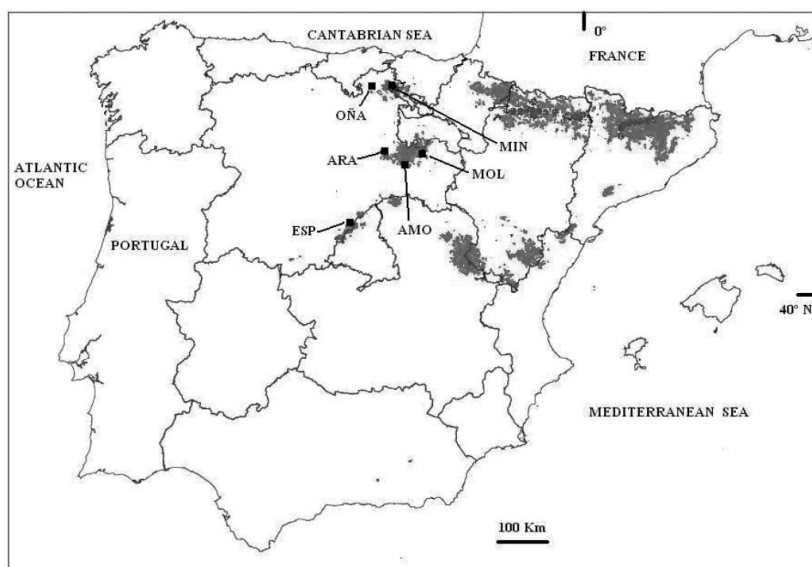 CANTABRIAN SEA
0°
FRANCE
OÑA
MIN
ARA
MOL
ATLANTIC
OCEAN
ESP
AMO
PORTUGAL
40° N
MEDITERRANEAN SEA
100 Km